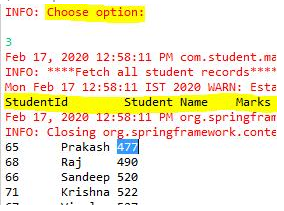 INFO: Choose option:
3
Feb 17, 2020 12:58:11 PM com.student.ma
INFO: ****Fetch all student records****
Mon Feb 17 12:58:11 IST 2020 WARN: Esta
StudentId Student Name Marks
Feb 17, 2020 12:58:11 PM org.springfram
INFO: Closing org.springframework.conte
65 Prakash 477
68 Raj 490
66 Sandeep 520
71 Krishna 522